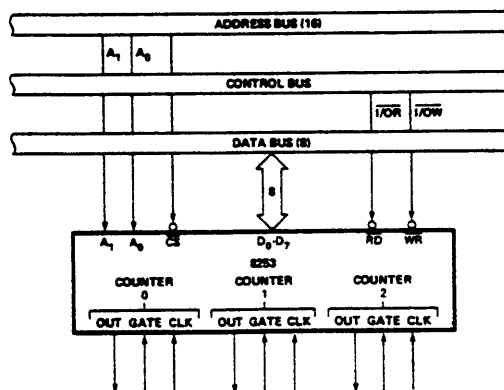 ADDRESS BUS (16)
A1 A0
CONTROL BUS
I/OR I/OW
DATA BUS (8)
8
A1 A0 CS D0-D7 RD WR
8253
COUNTER 0 COUNTER 1 COUNTER 2
OUT GATE CLK OUT GATE CLK OUT GATE CLK